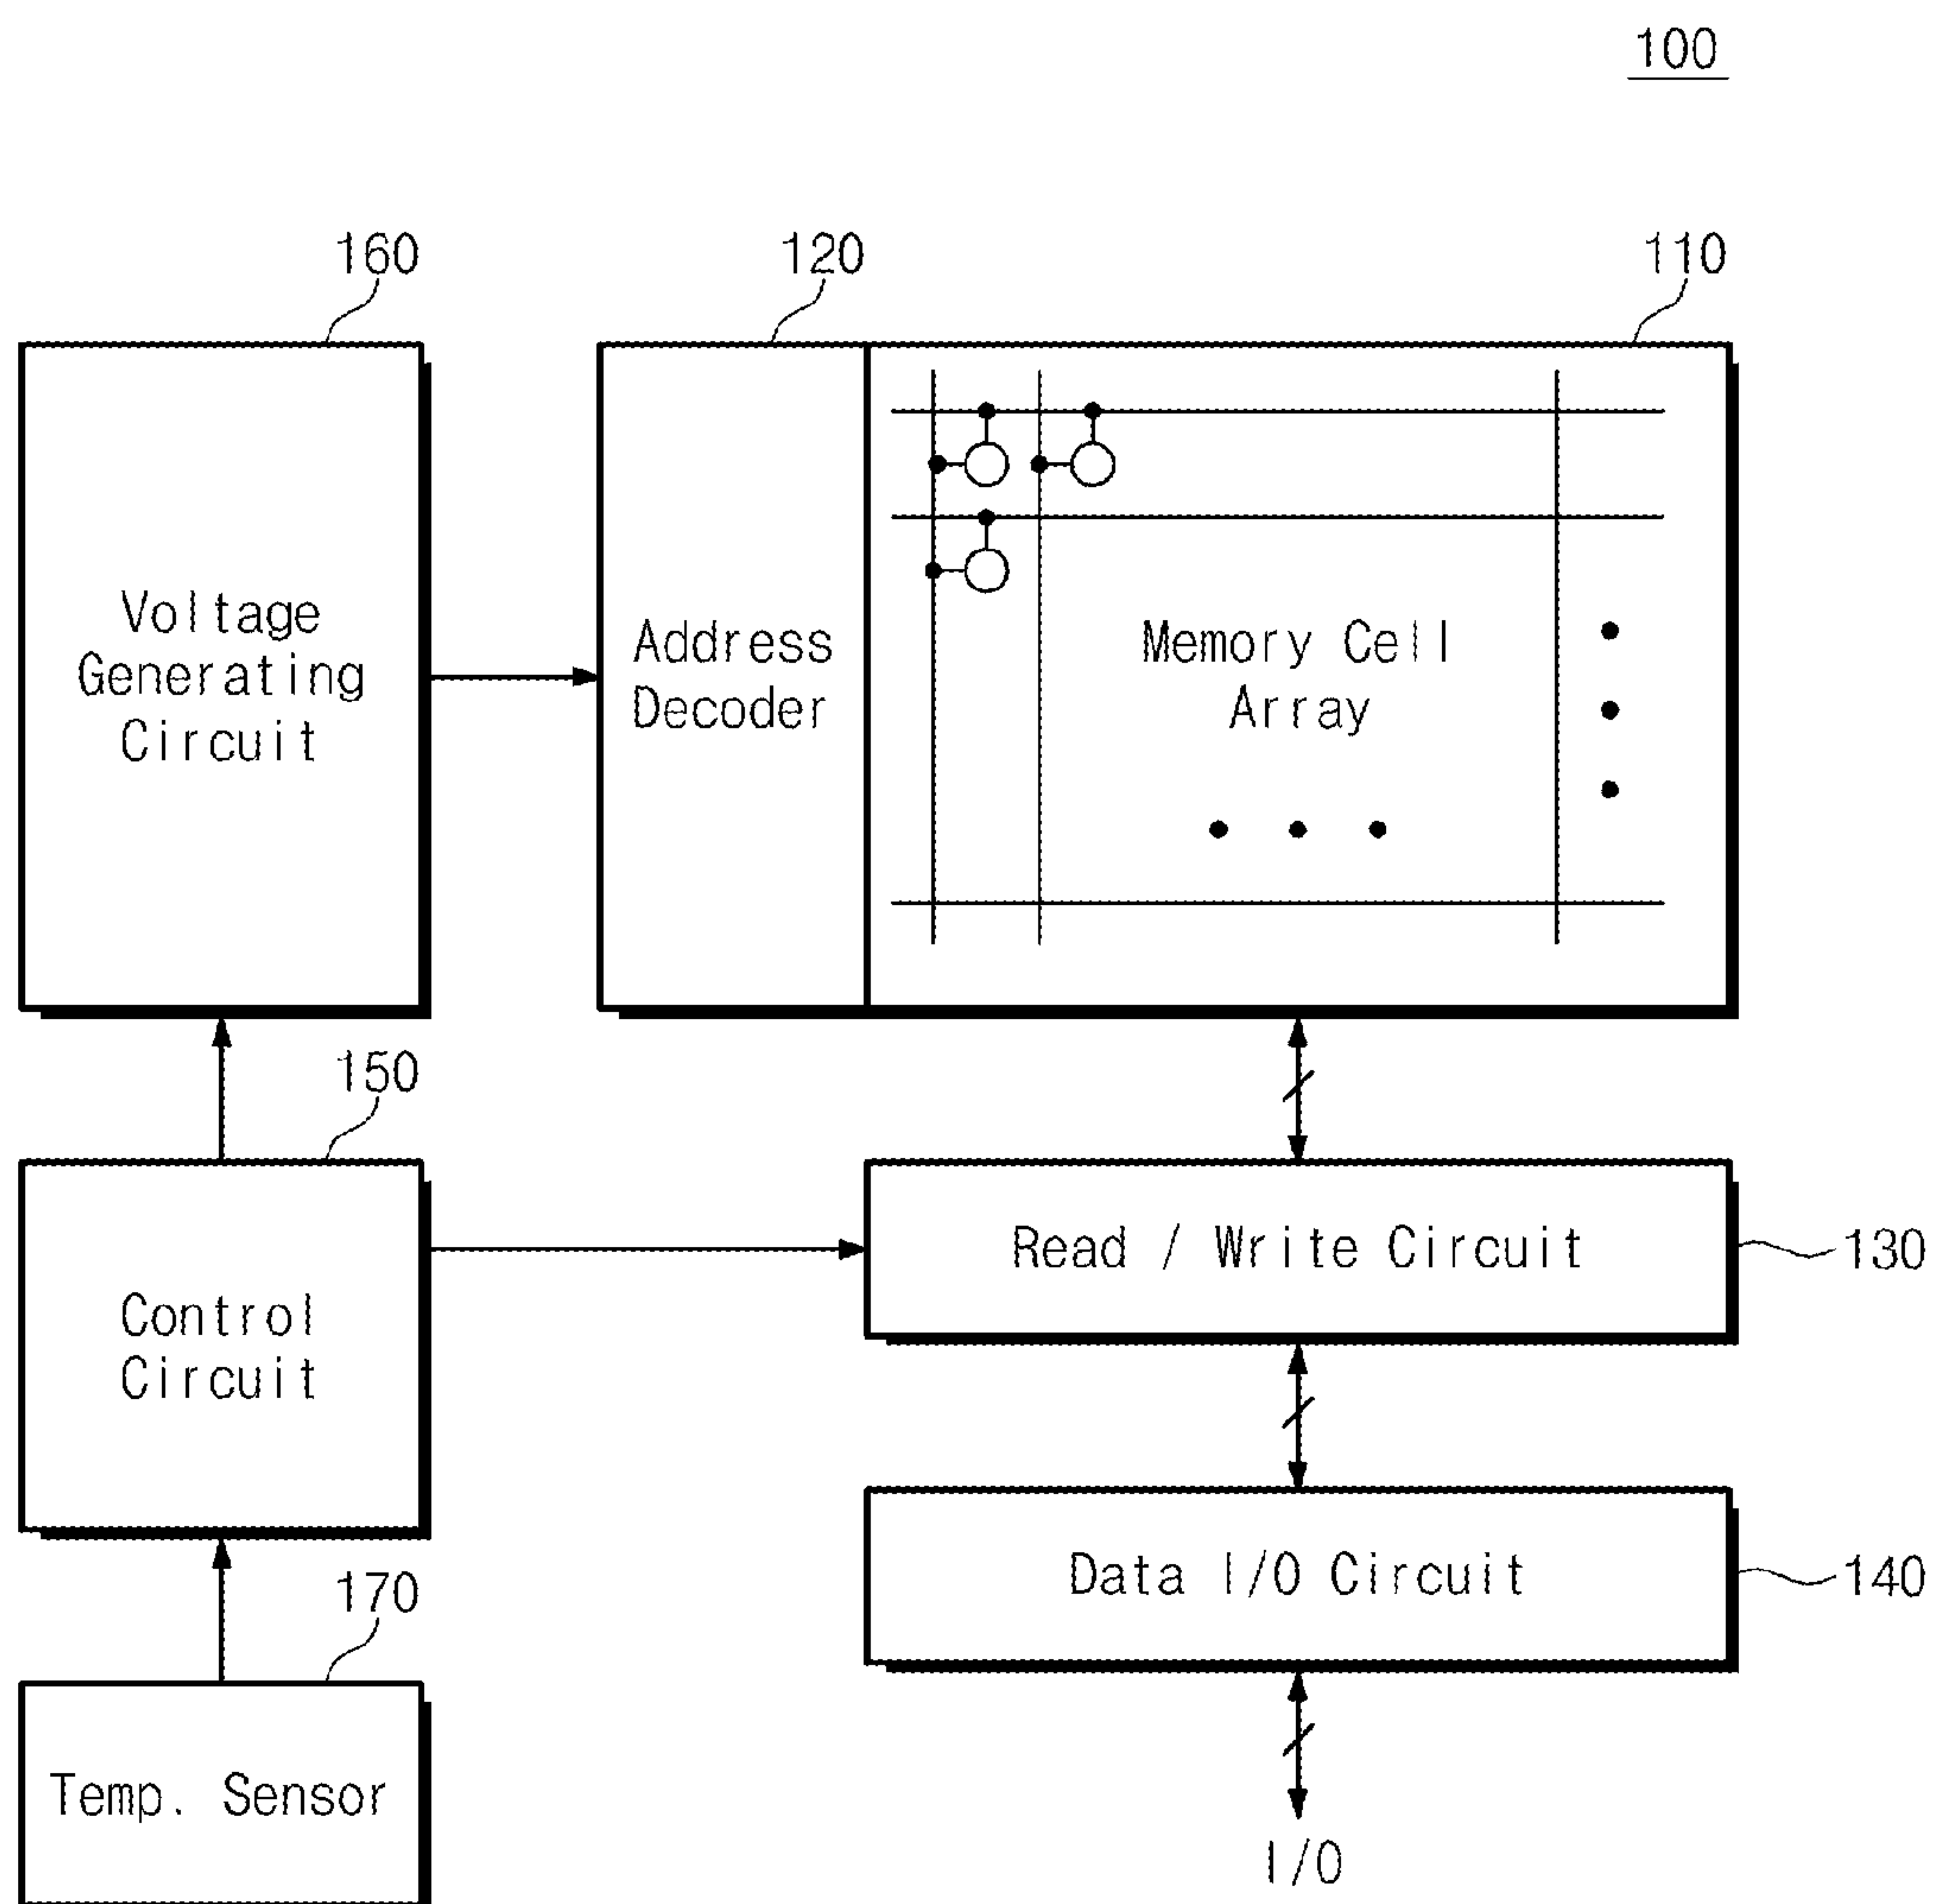 100
160
120
110
Voltage
Generating
Circuit
Address
Decoder
Memory Cell
Array
150
Control
Circuit
Read / Write Circuit
130
170
Temp. Sensor
Data I/O Circuit
140
I/O